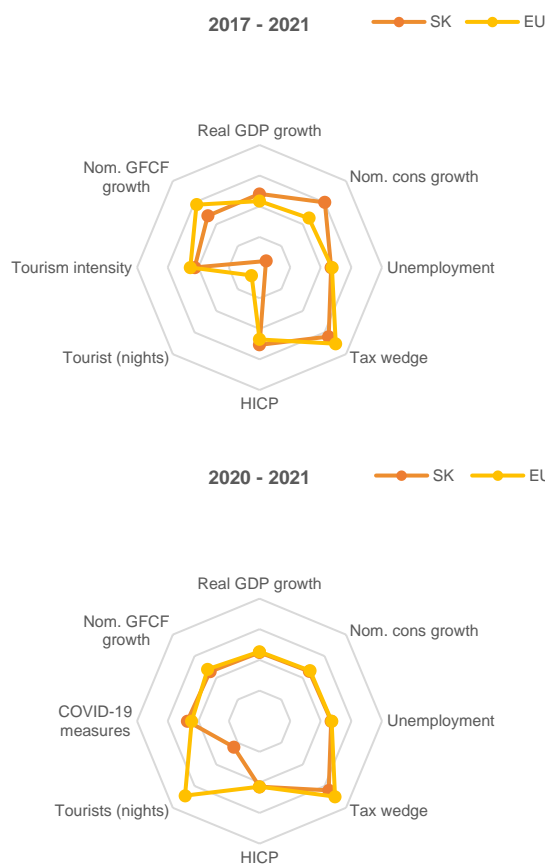 2017 - 2021
SK
EU
Real GDP growth
Nom. GFCF
growth
Nom. cons growth
Tourism intensity
Unemployment
Tourist (nights)
Tax wedge
HICP
2020 - 2021
SK
EU
Real GDP growth
Nom. GFCF
growth
Nom. cons growth
COVID-19
measures
Unemployment
Tourists (nights)
Tax wedge
HICP